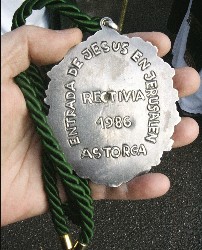 ENTRADA DE JESUS EN JERUSALEN
RECTIVIA
1986
ASTORGA